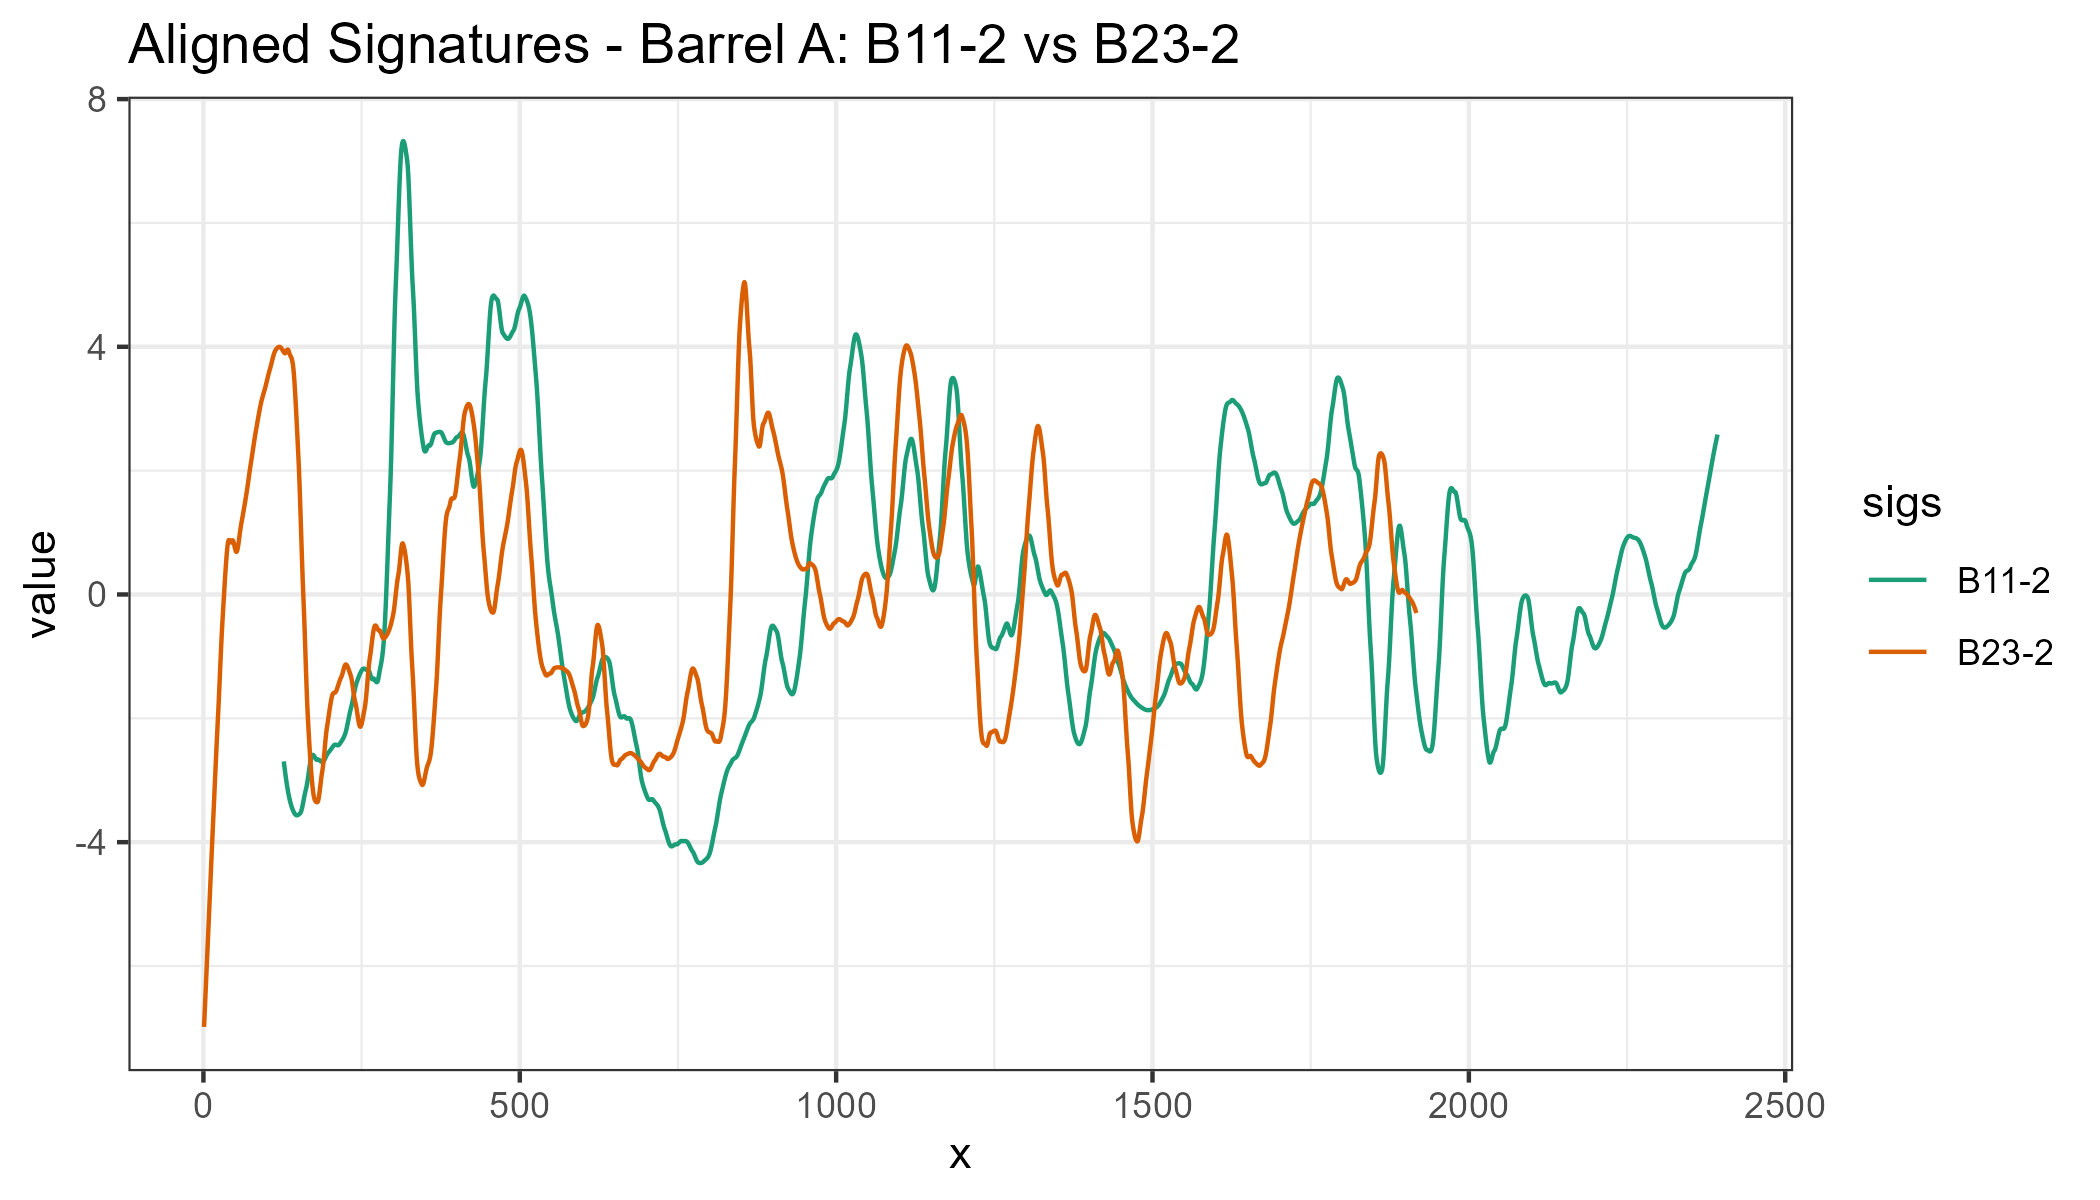 Aligned Signatures - Barrel A: B11-2 vs B23-2
8
4
0
-4
value
0 500 1000 1500 2000 2500
x
sigs
B11-2
B23-2